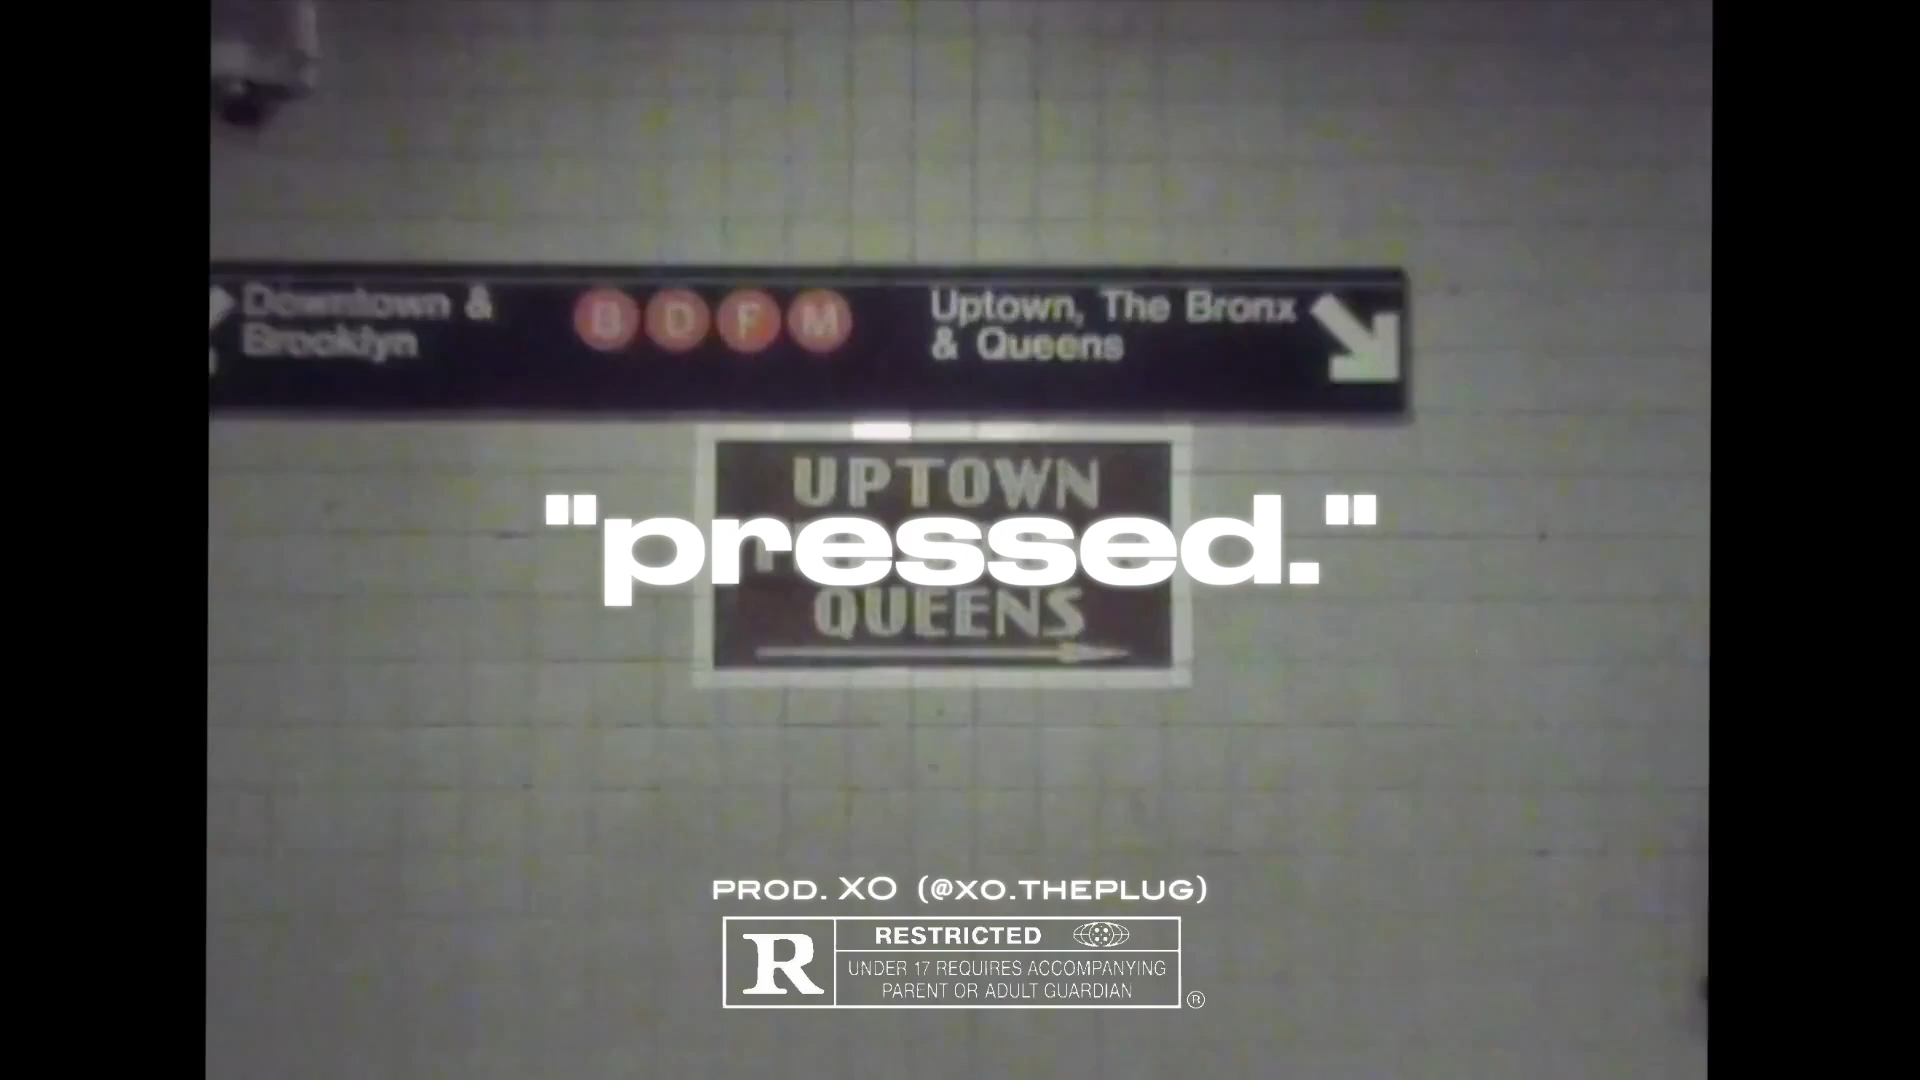 Downtown &
Brooklyn
B D F M
Uptown, The Bronx
& Queens
UPTOWN
"pressed."
QUEENS
PROD. XO (@XO.THEPLUG)
R
RESTRICTED
UNDER 17 REQUIRES ACCOMPANYING
PARENT OR ADULT GUARDIAN
®